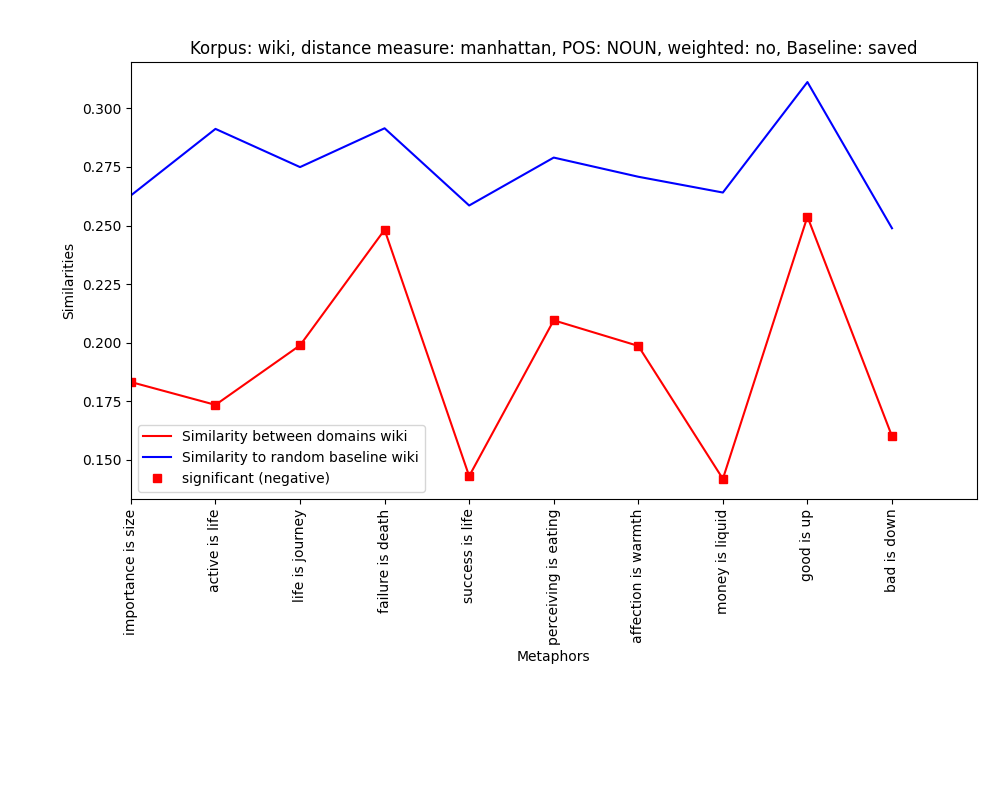 Korpus: wiki, distance measure: manhattan, POS: NOUN, weighted: no, Baseline: saved
Similarities
0.300
0.275
0.250
0.225
0.200
0.175
0.150
Similarity between domains wiki
Similarity to random baseline wiki
significant (negative)
importance is size
active is life
life is journey
failure is death
success is life
perceiving is eating
affection is warmth
money is liquid
good is up
bad is down
Metaphors